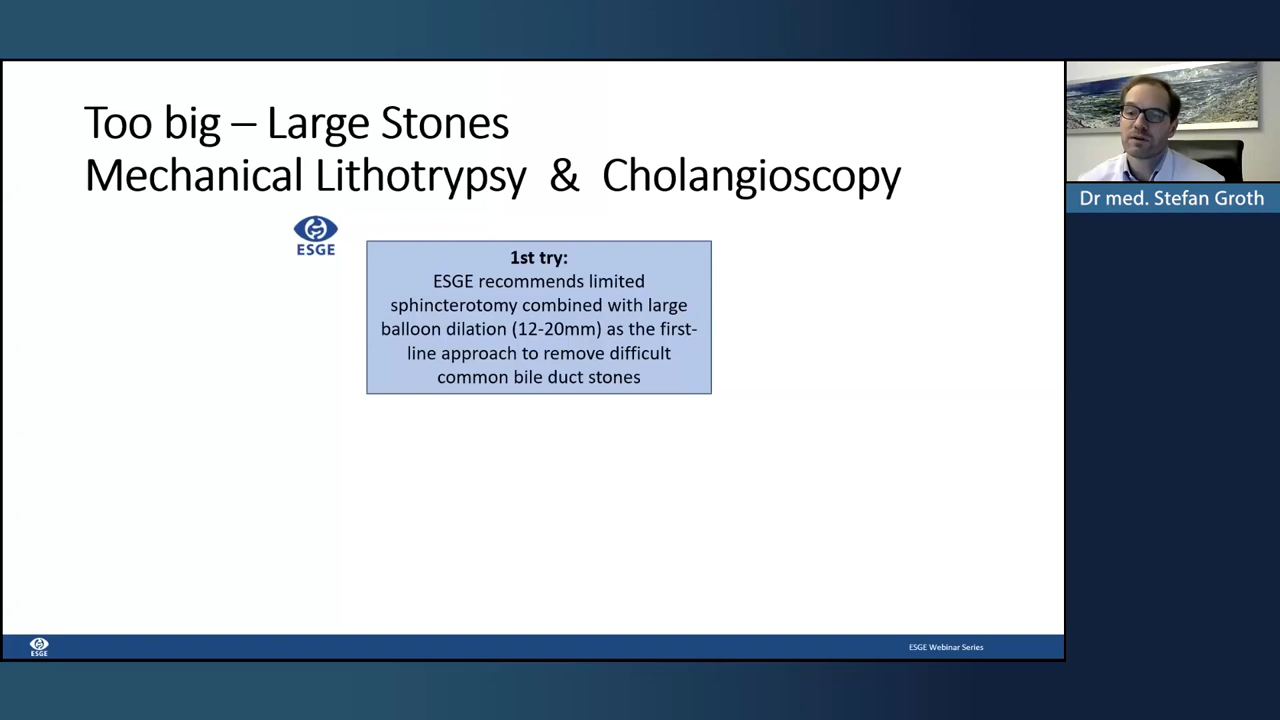 Too big – Large Stones
Mechanical Lithotrypsy & Cholangioscopy
ESGE
1st try:
ESGE recommends limited
sphincterotomy combined with large
balloon dilation (12-20mm) as the first-
line approach to remove difficult
common bile duct stones
Dr med. Stefan Groth
ESGE
ESGE Webinar Series